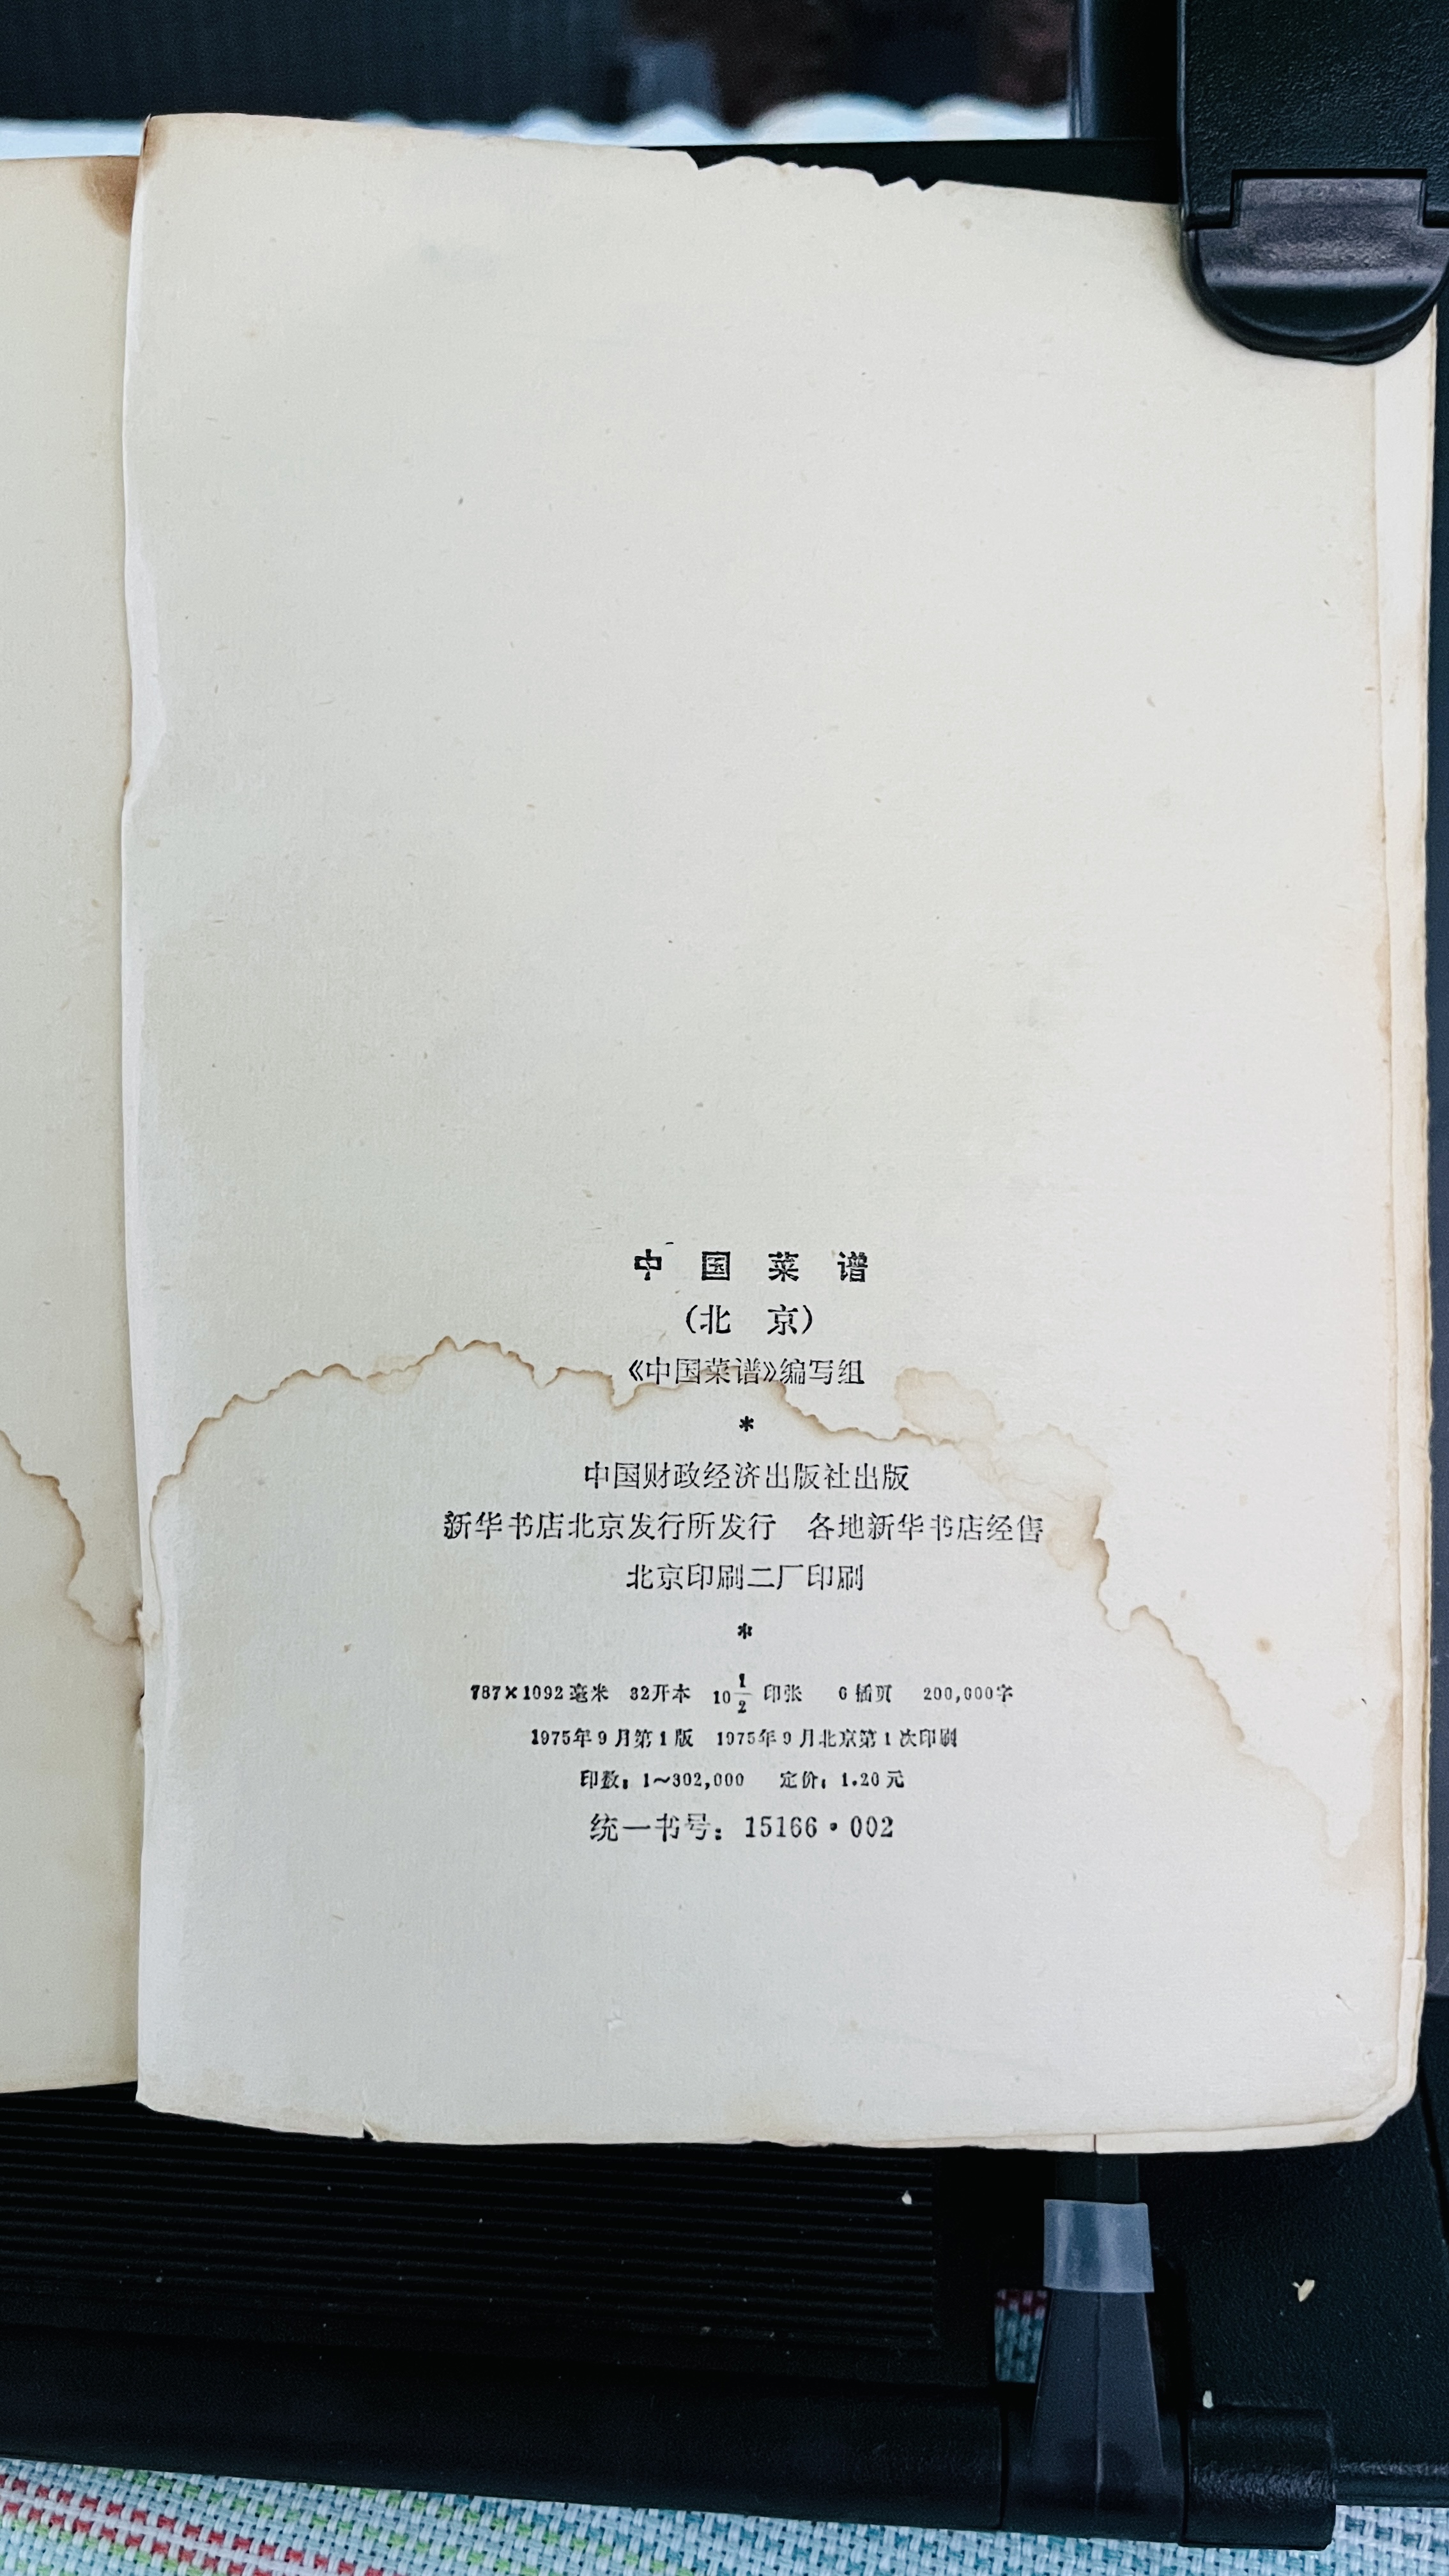 中国菜谱
(北京)
《中国菜谱》编写组
*
中国财政经济出版社出版
新华书店北京发行所发行 各地新华书店经售
北京印刷二厂印刷
*
787×1092毫米 32开本 10 1/2 印张 6插页 200,000字
1975年9月第1版 1975年9月北京第1次印刷
印数：1～302,000 定价：1.20元
统一书号：15166·002